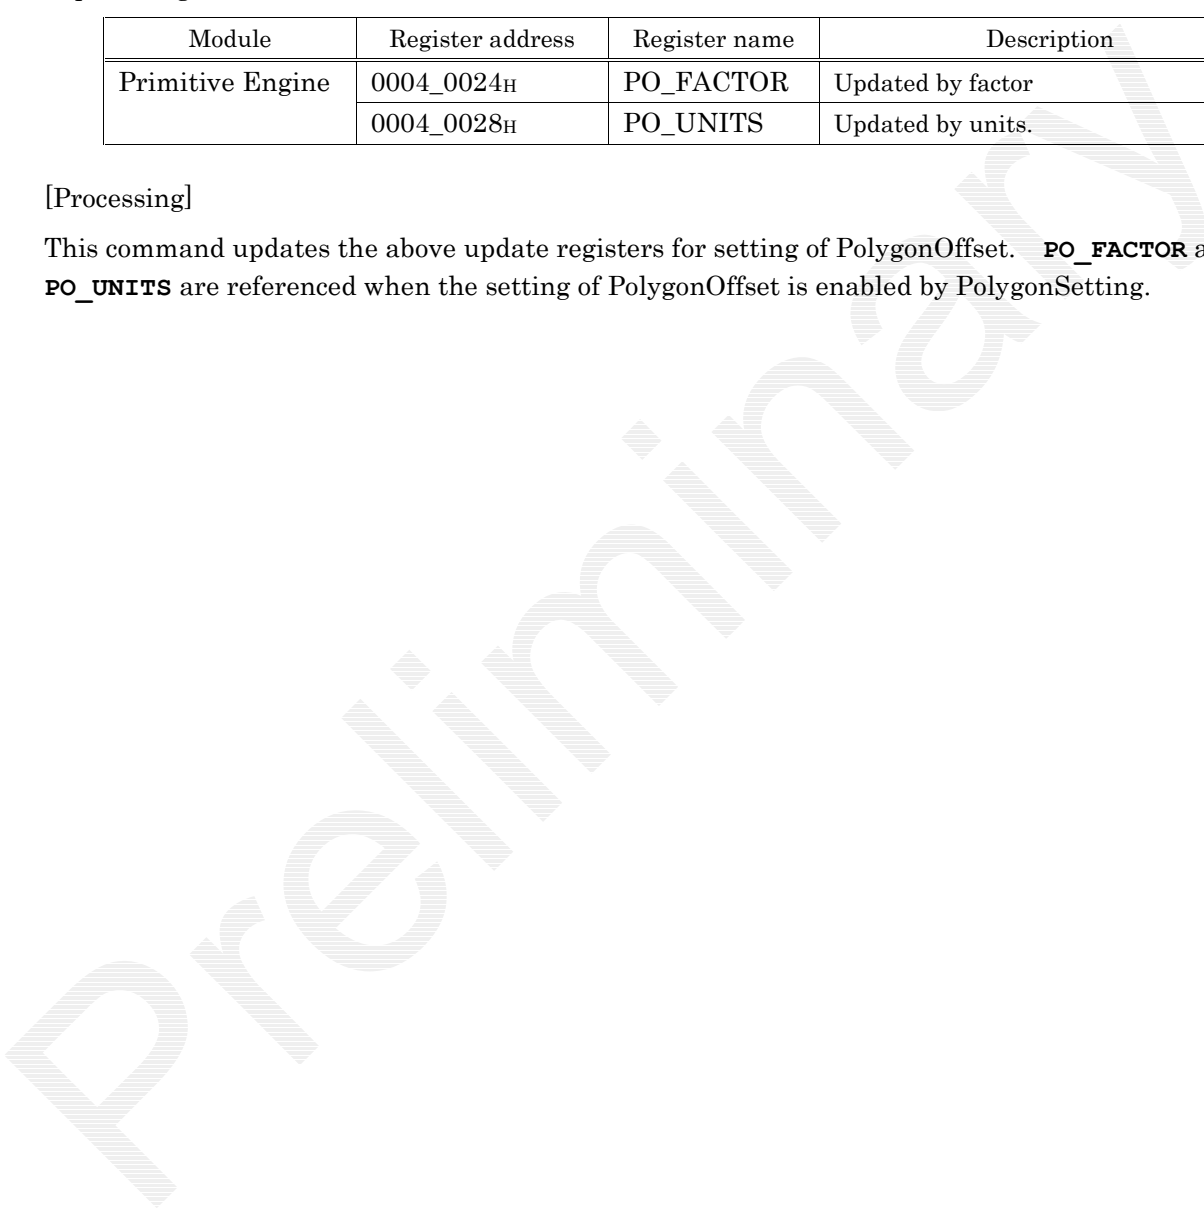 Module Register address Register name Description
Primitive Engine 0004_0024H PO_FACTOR Updated by factor
0004_0028H PO_UNITS Updated by units.
[Processing]
This command updates the above update registers for setting of PolygonOffset. PO_FACTOR
PO_UNITS are referenced when the setting of PolygonOffset is enabled by PolygonSetting.
Preliminary